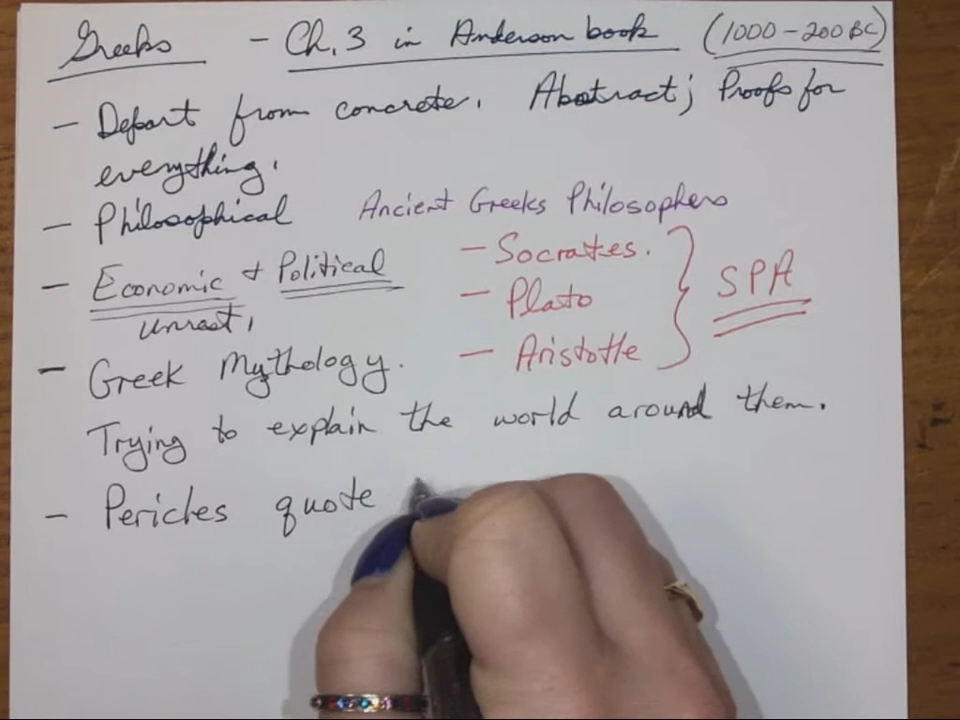 Greeks - Ch. 3 in Anderson book (1000-200 BC)
- Depart from concrete. Abstract; Proofs for
everything.
- Philosophical Ancient Greeks Philosophers
- Economic & Political
unrest,
- Socrates.
- Plato
- Aristotle
SPA
- Greek Mythology.
Trying to explain the world around them.
- Pericles quote